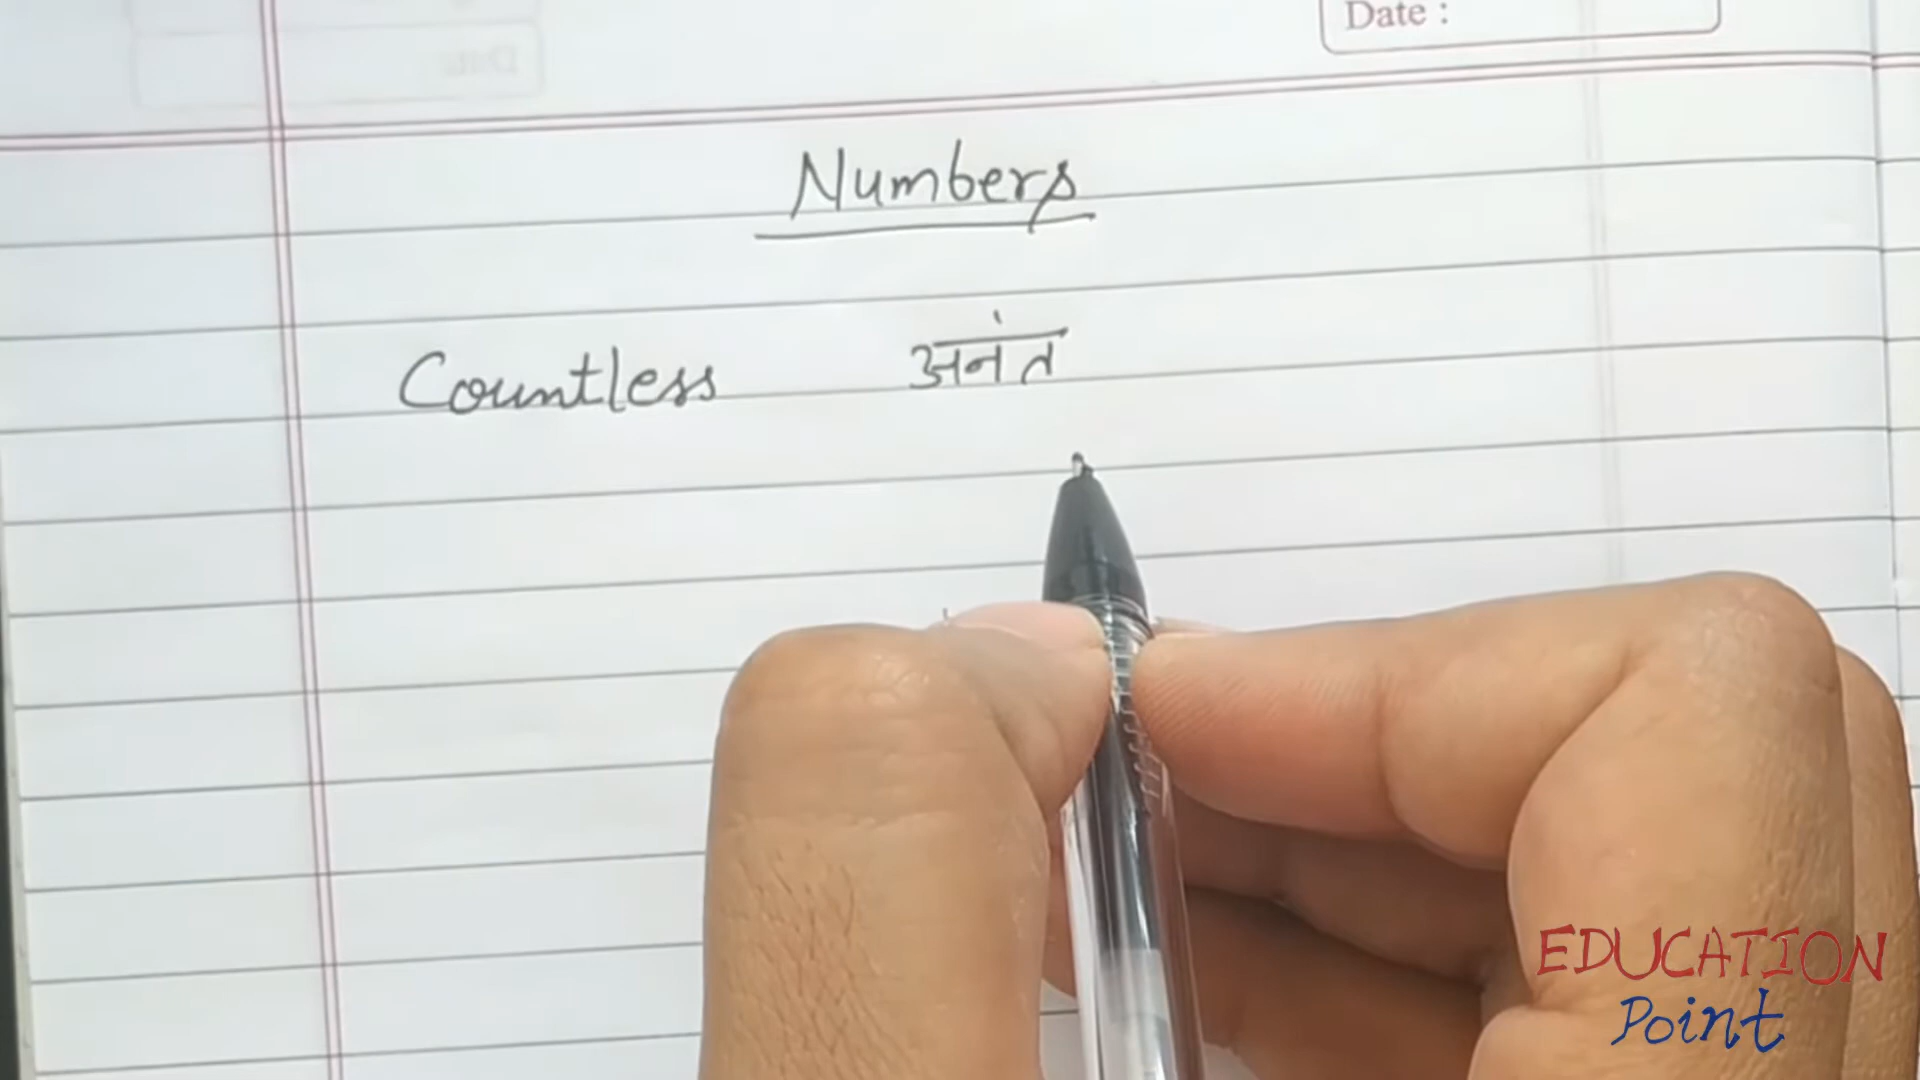 Date :
Numbers
Countless अनंत
EDUCATION
Point